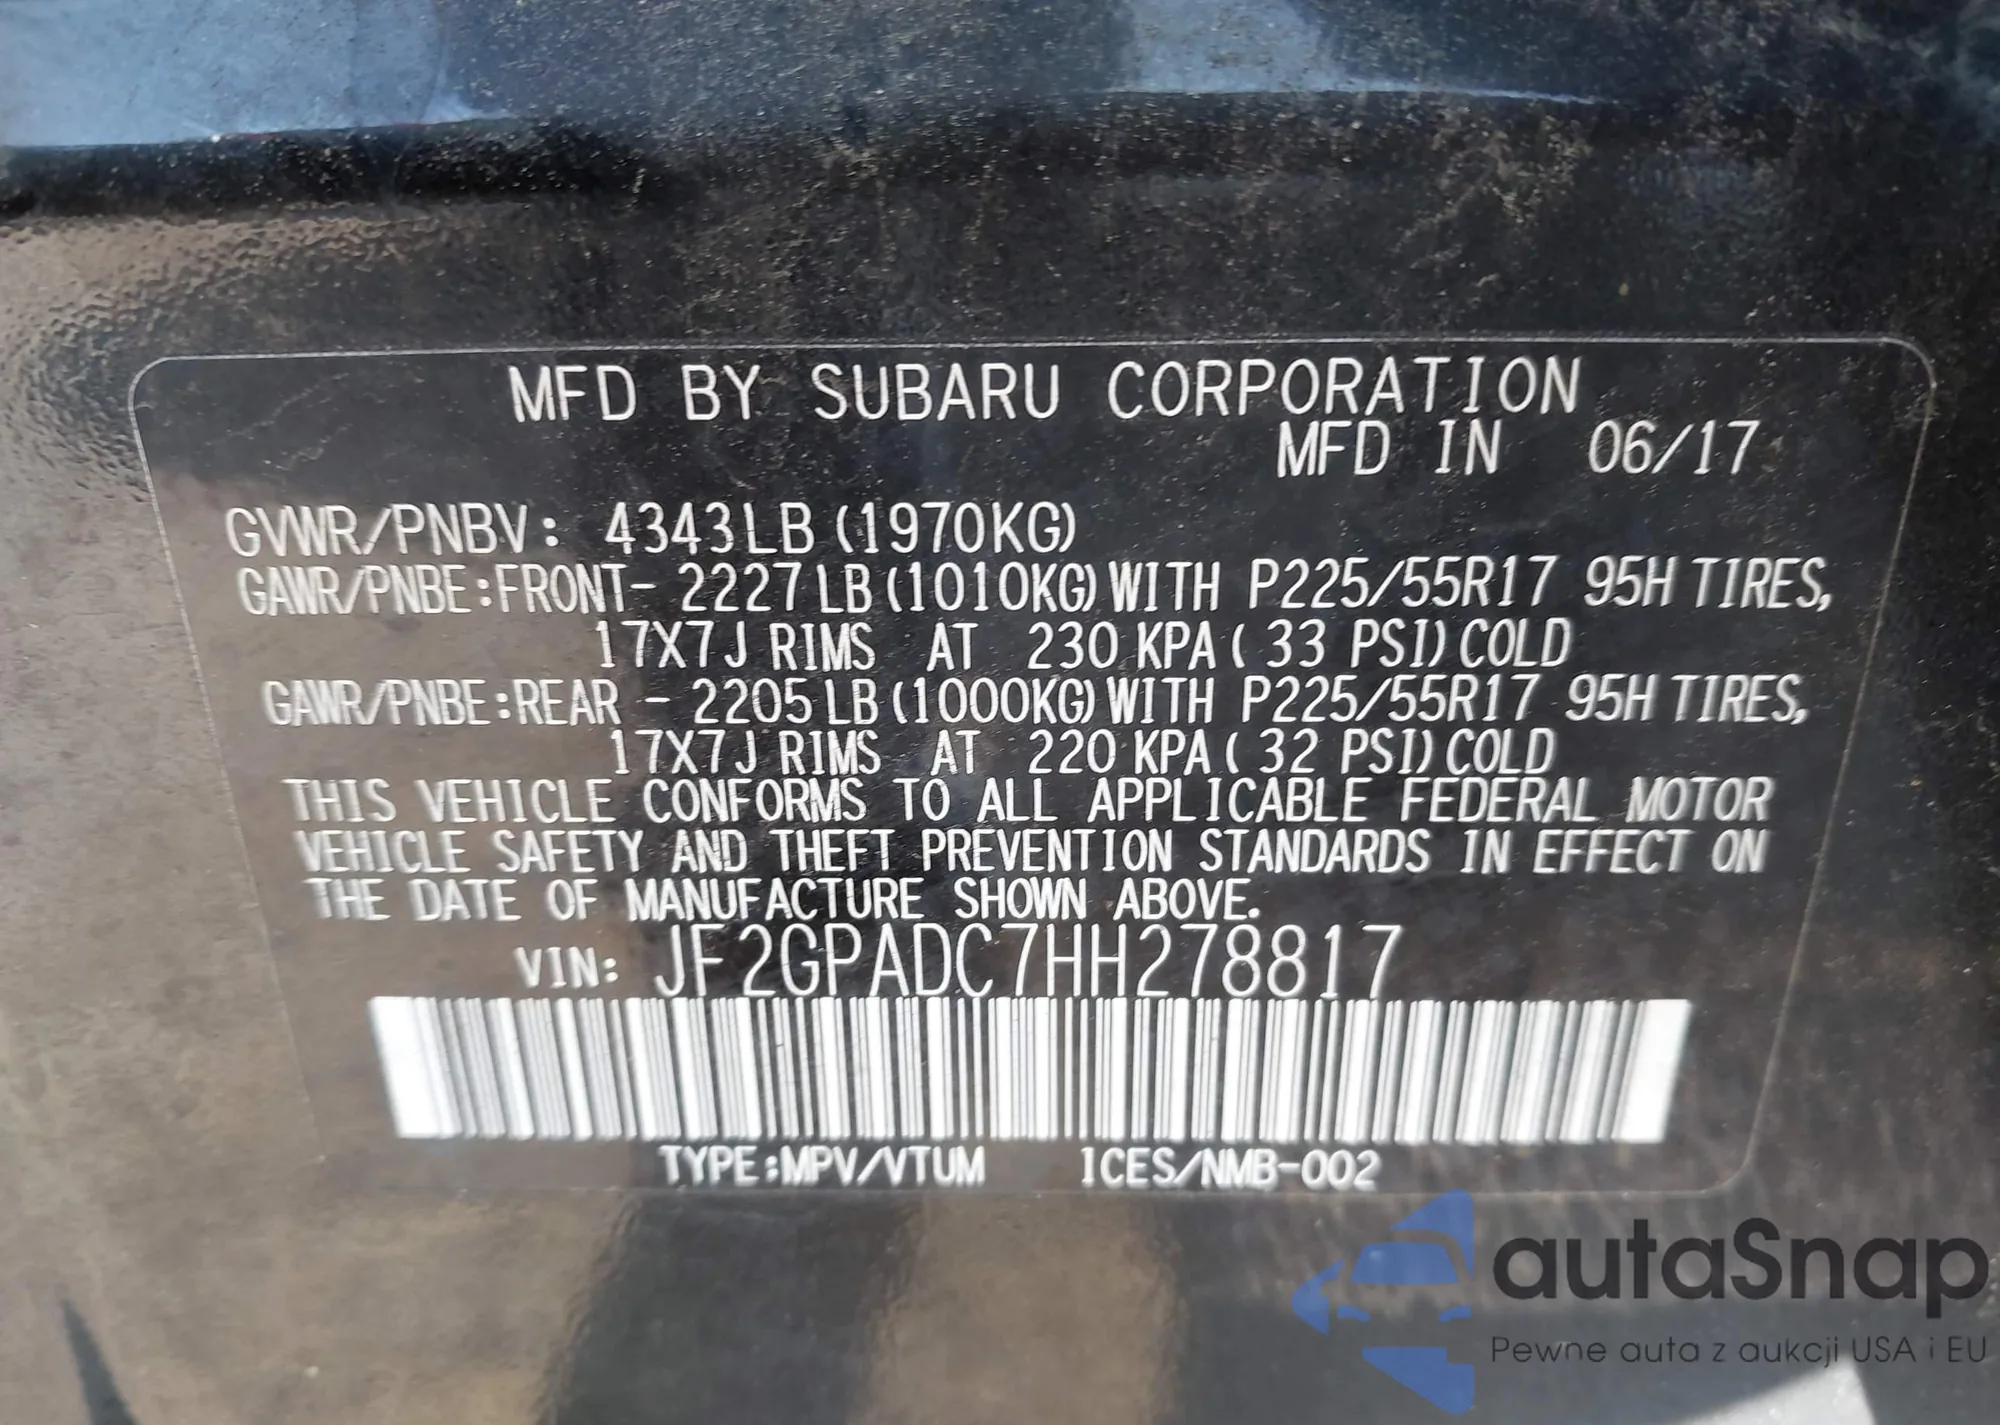 MFD BY SUBARU CORPORATION
MFD IN 06/17
GVWR/PNBV: 4343LB (1970KG)
GAWR/PNBE:FRONT- 2227LB (1010KG) WITH P225/55R17 95H TIRES,
17X7J RIMS AT 230 KPA ( 33 PSI) COLD
GAWR/PNBE:REAR - 2205LB (1000KG) WITH P225/55R17 95H TIRES,
17X7J RIMS AT 220 KPA ( 32 PSI) COLD
THIS VEHICLE CONFORMS TO ALL APPLICABLE FEDERAL MOTOR
VEHICLE SAFETY AND THEFT PREVENTION STANDARDS IN EFFECT ON
THE DATE OF MANUFACTURE SHOWN ABOVE.
VIN: JF2GPADC7HH278817
TYPE:MPV/VTUM ICES/NMB-002
autaSnap
Pewne auta z aukcji USA i EU